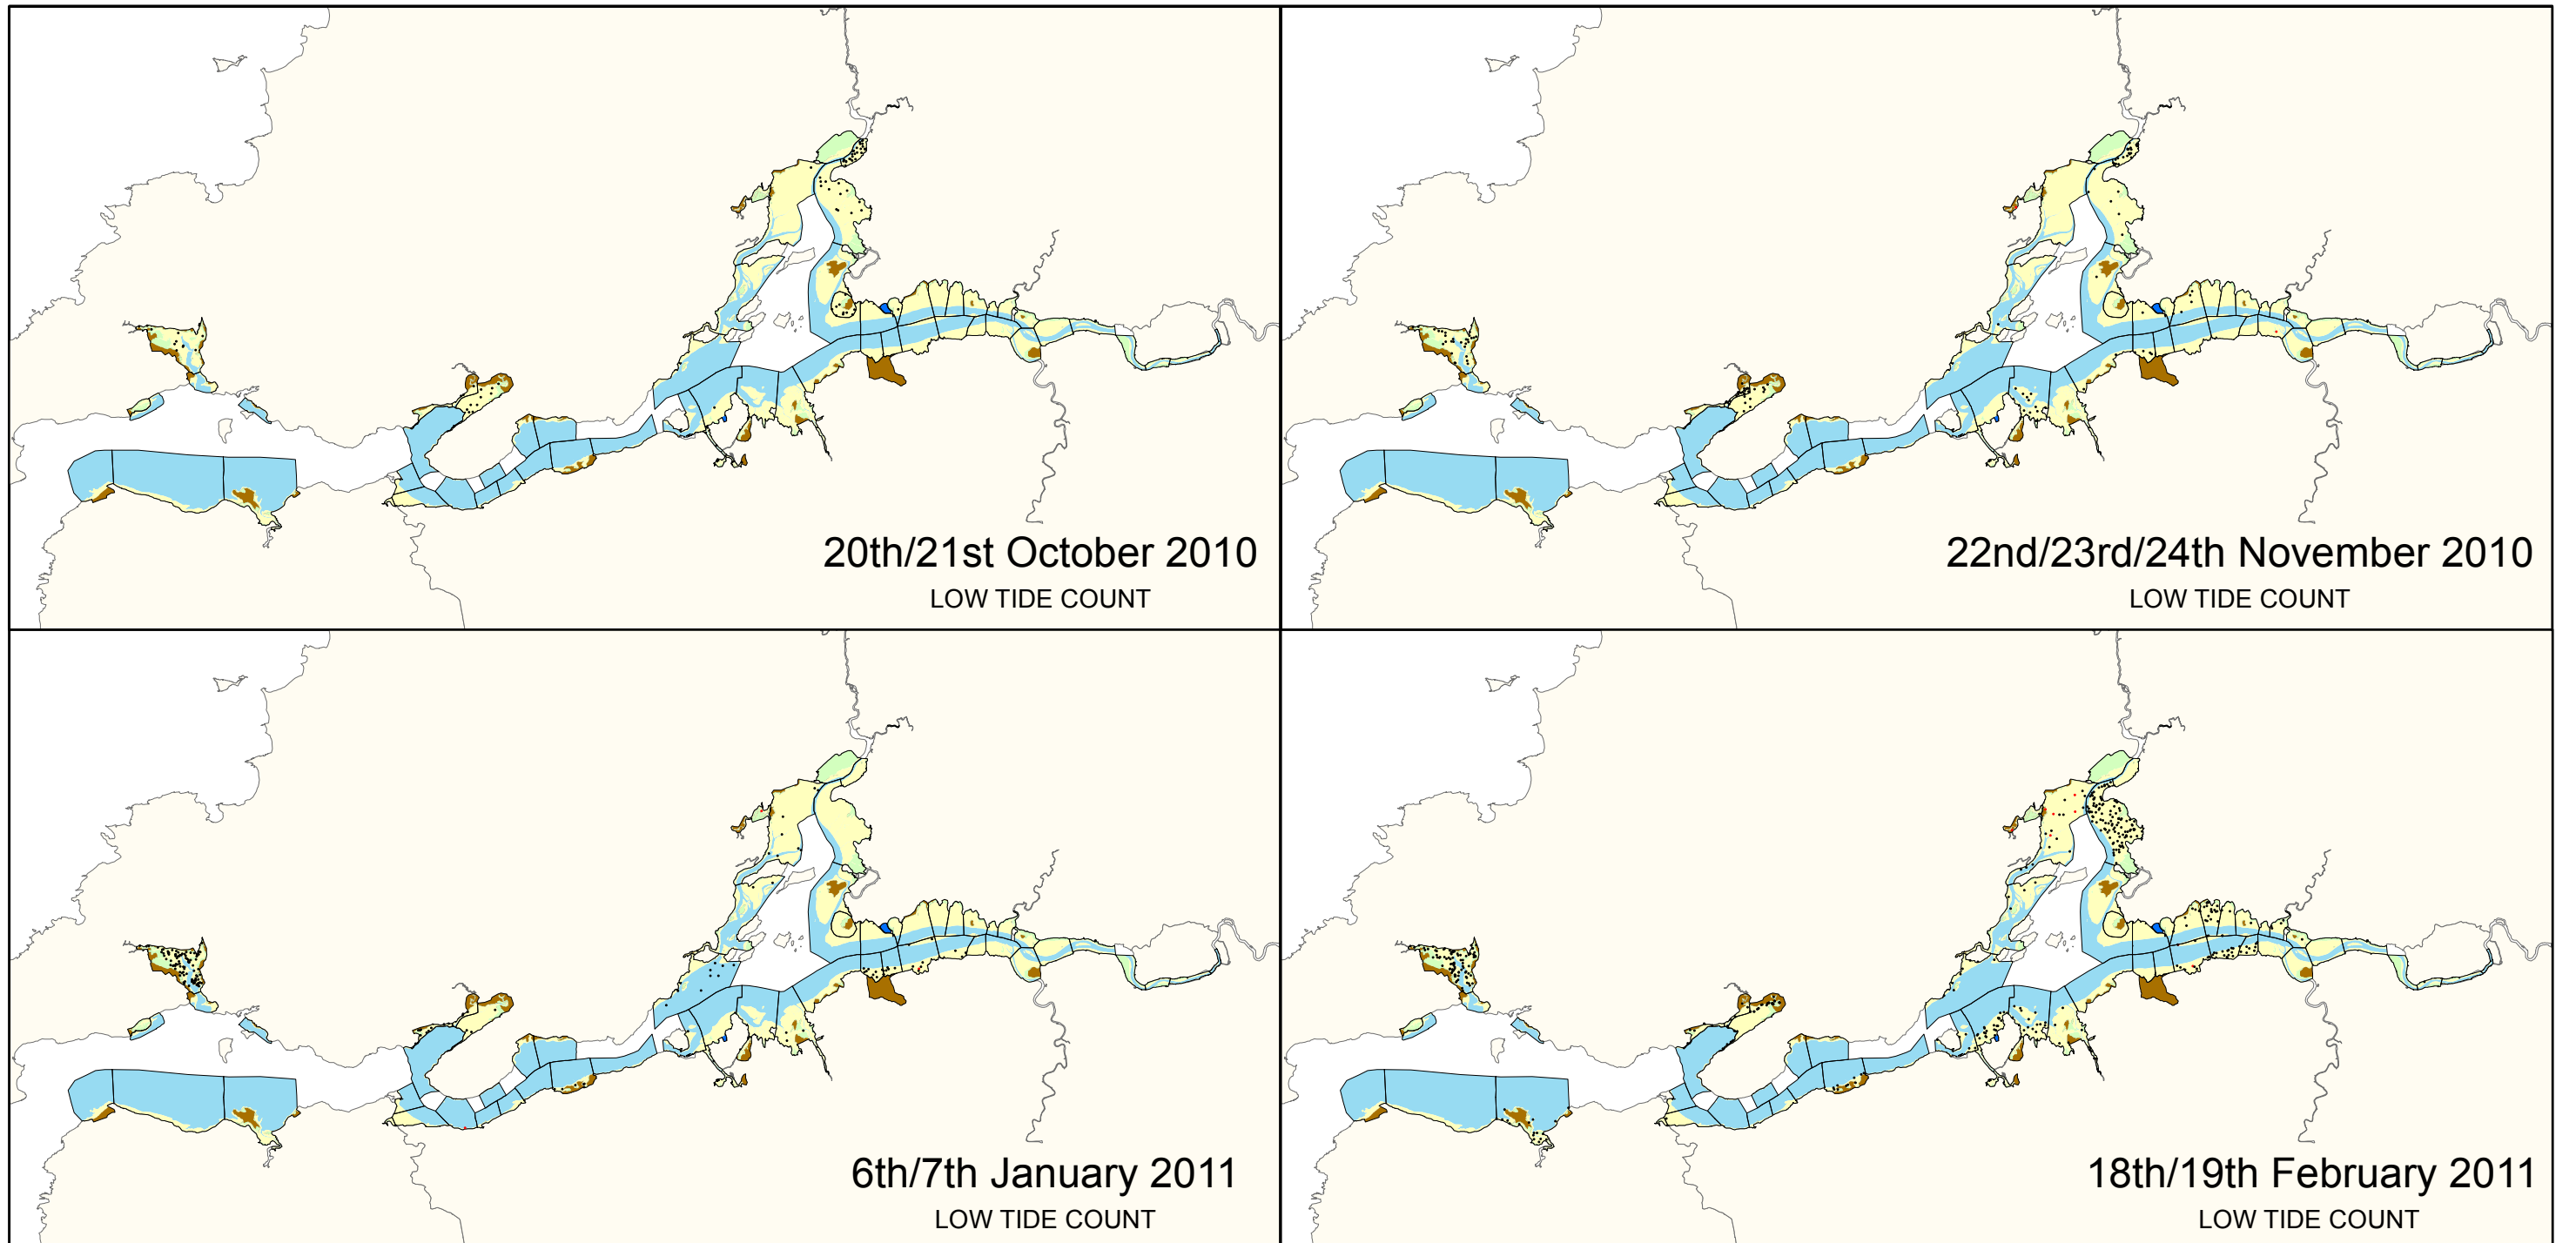 20th/21st October 2010
LOW TIDE COUNT
22nd/23rd/24th November 2010
LOW TIDE COUNT
6th/7th January 2011
LOW TIDE COUNT
18th/19th February 2011
LOW TIDE COUNT